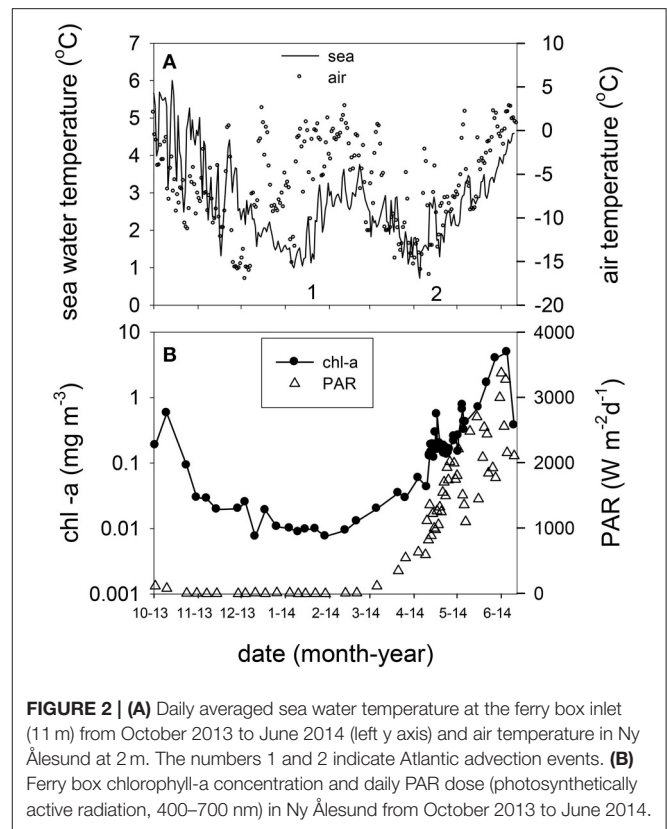 7
6
5
4
3
2
1
0
sea water temperature (°C)
A
sea
air
1
2
10
5
0
-5
-10
-15
-20
air temperature (°C)
10
1
0.1
0.01
0.001
chl -a (mg m-3)
B
chl-a
PAR
4000
3000
2000
1000
0
PAR (W m-2d-1)
10-13 11-13 12-13 1-14 2-14 3-14 4-14 5-14 6-14
date (month-year)
FIGURE 2 | (A) Daily averaged sea water temperature at the ferry box inlet
(11 m) from October 2013 to June 2014 (left y axis) and air temperature in Ny
Ålesund at 2 m. The numbers 1 and 2 indicate Atlantic advection events. (B)
Ferry box chlorophyll-a concentration and daily PAR dose (photosynthetically
active radiation, 400–700 nm) in Ny Ålesund from October 2013 to June 2014.